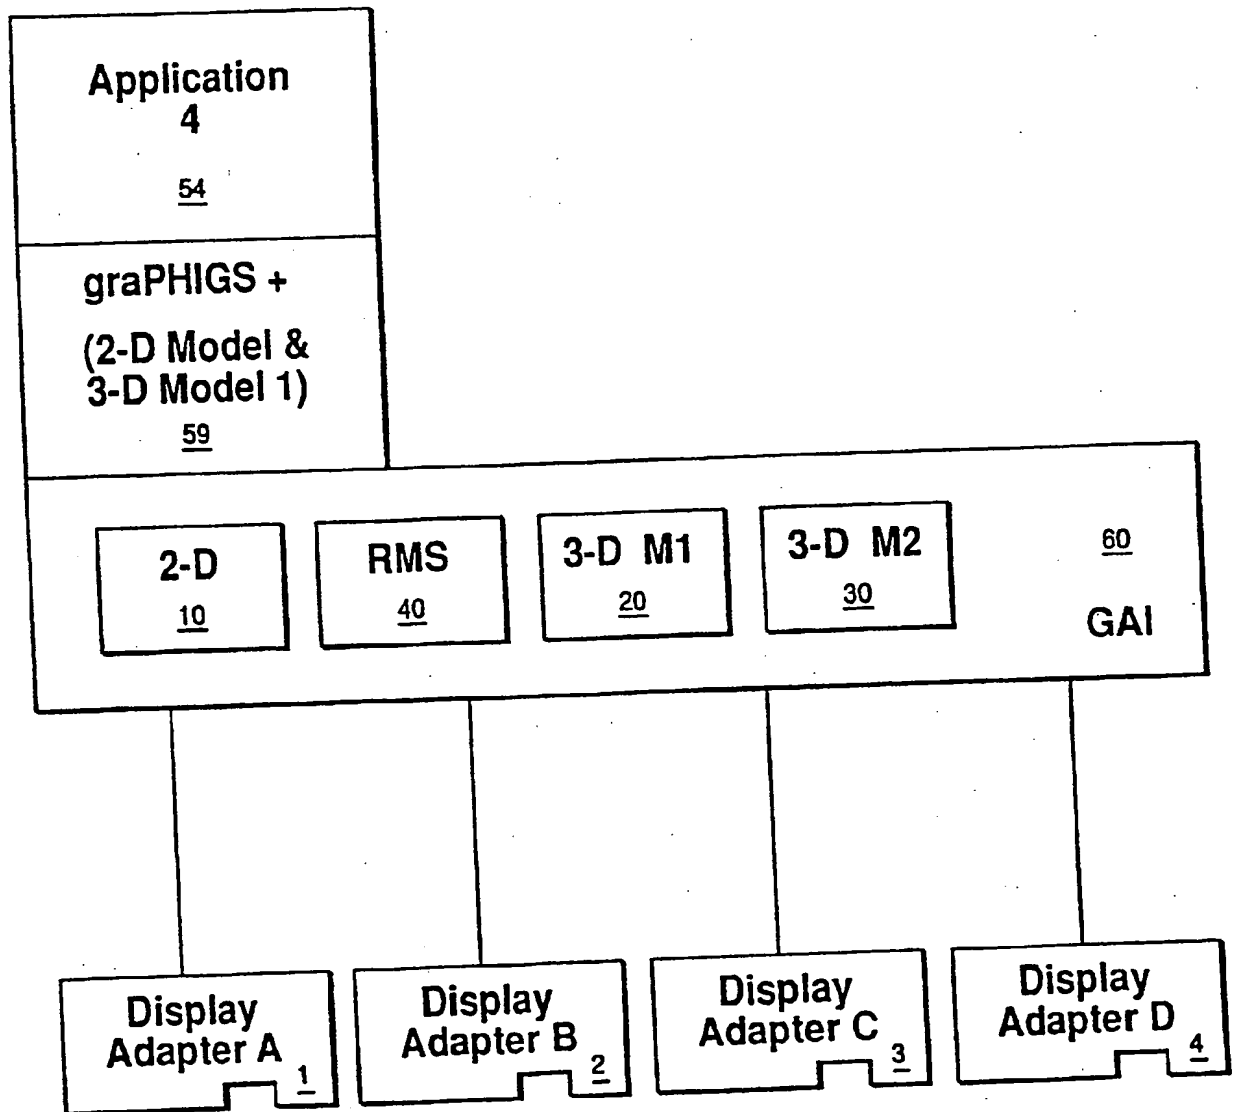 Application
4
54
graPHIGS +
(2-D Model &
3-D Model 1)
59
2-D
10
RMS
40
3-D M1
20
3-D M2
30
60
GAI
Display
Adapter A
1
Display
Adapter B
2
Display
Adapter C
3
Display
Adapter D
4